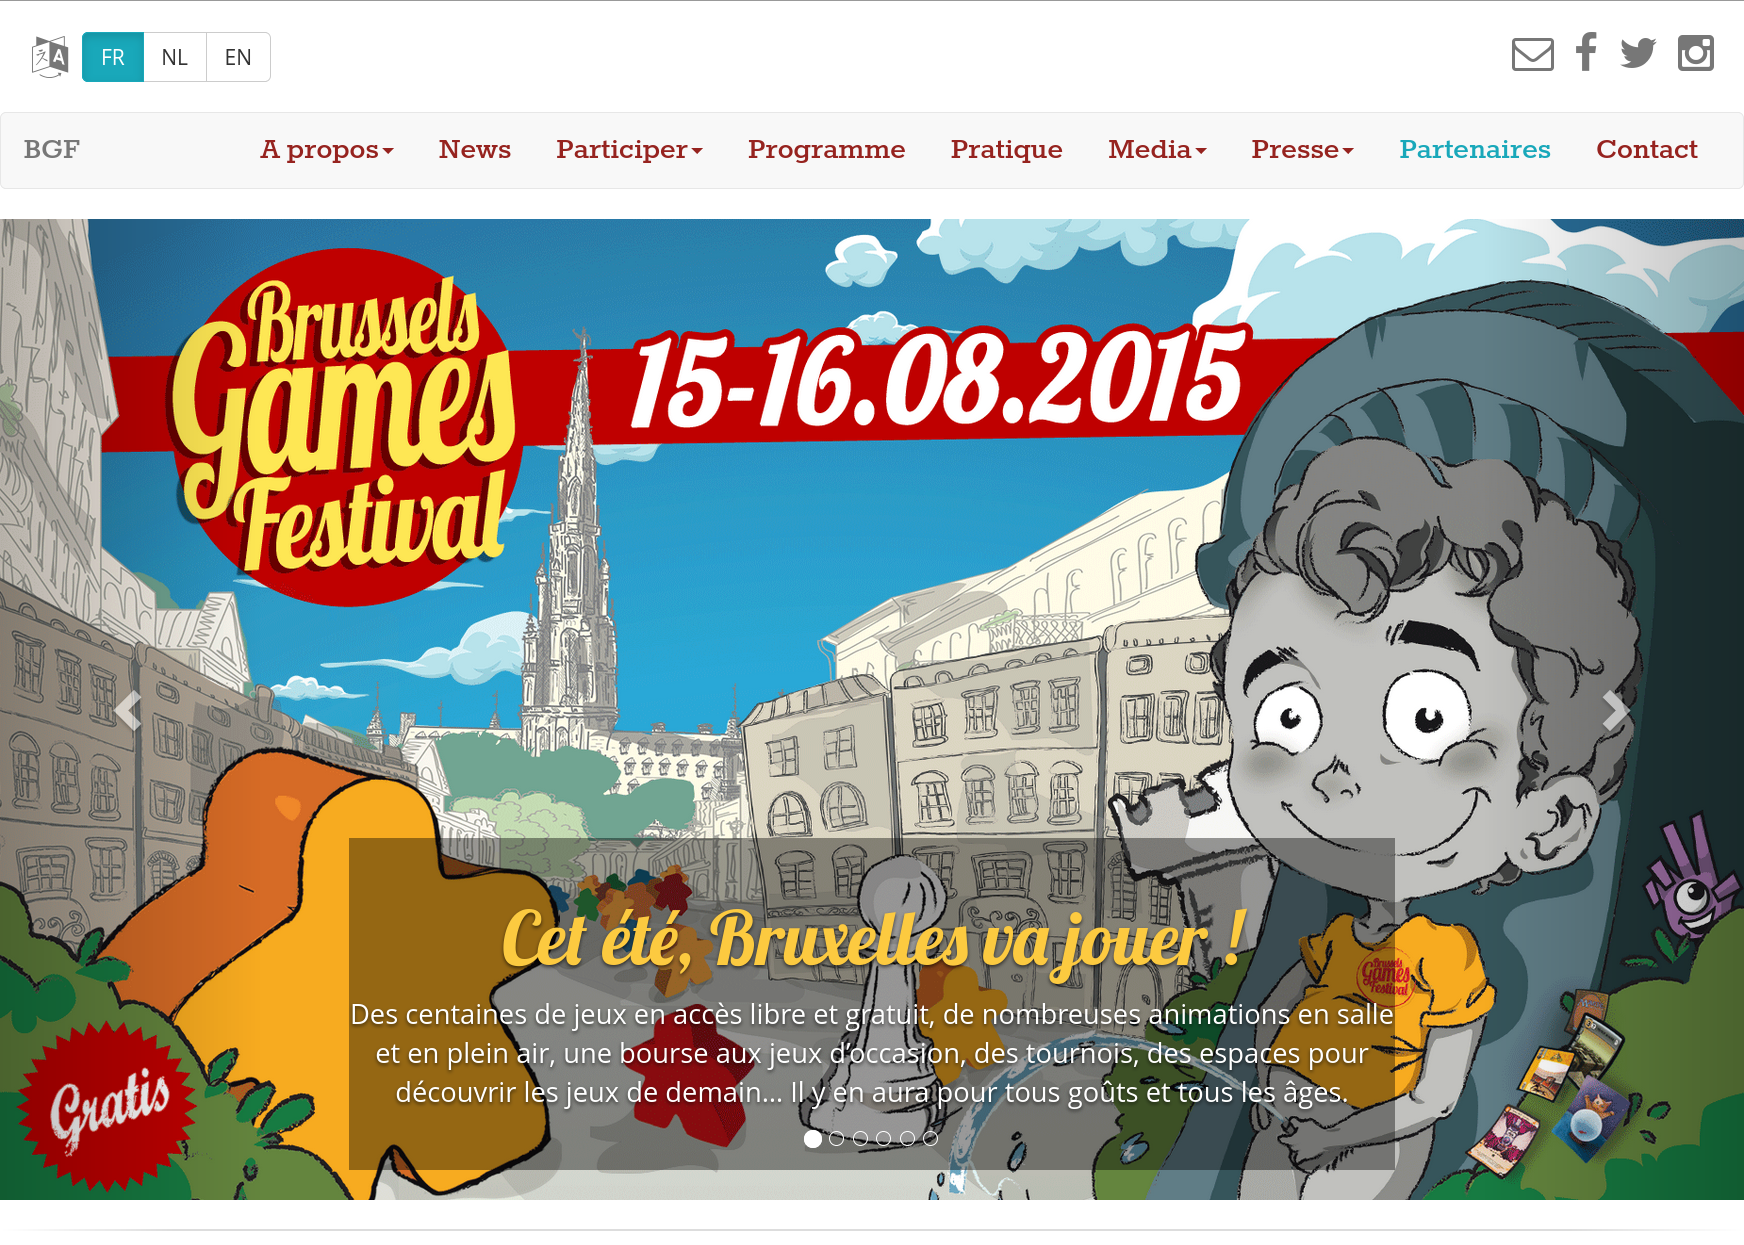 FR NL EN
BGF A propos News Participer Programme Pratique Media Presse Partenaires Contact
Brussels
Games
Festival
15-16.08.2015
Cet été, Bruxelles va jouer !
Brussels
Games
Festival
Des centaines de jeux en accès libre et gratuit, de nombreuses animations en salle
et en plein air, une bourse aux jeux d’occasion, des tournois, des espaces pour
découvrir les jeux de demain... Il y en aura pour tous goûts et tous les âges.
Gratis